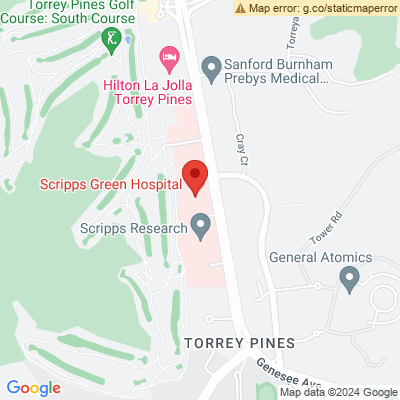 Map error: g.co/staticmaperror
Torrey Pines Golf
Course: South Course
Hilton La Jolla
Torrey Pines
Sanford Burnham
Prebys Medical...
Torreya
Cray Ct
Scripps Green Hospital
Scripps Research
Tower Rd
General Atomics
TORREY PINES
Genesee Ave
Google
Map data ©2024 Google